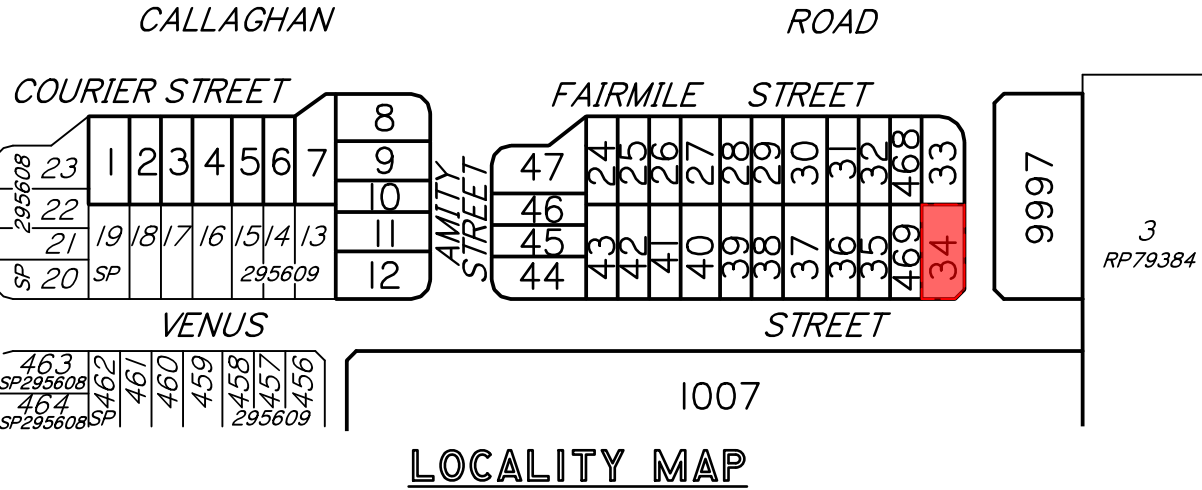 CALLAGHAN ROAD
COURIER STREET
FAIRMILE STREET
8
23
1 2 3 4 5 6 7
9
47
24 25 26 27 28 29 30 31 32 468 33
295608
10
22
46
11
21
19 18 17 16 15 14 13
45
43 42 41 40 39 38 37 36 35 469 34
SP 20
SP 295609
12
44
AMITY
STREET
9997
3
RP79384
VENUS STREET
463
SP295608
464
SP295608
462 461 460 459 458 457 456
SP 295609
1007
LOCALITY MAP